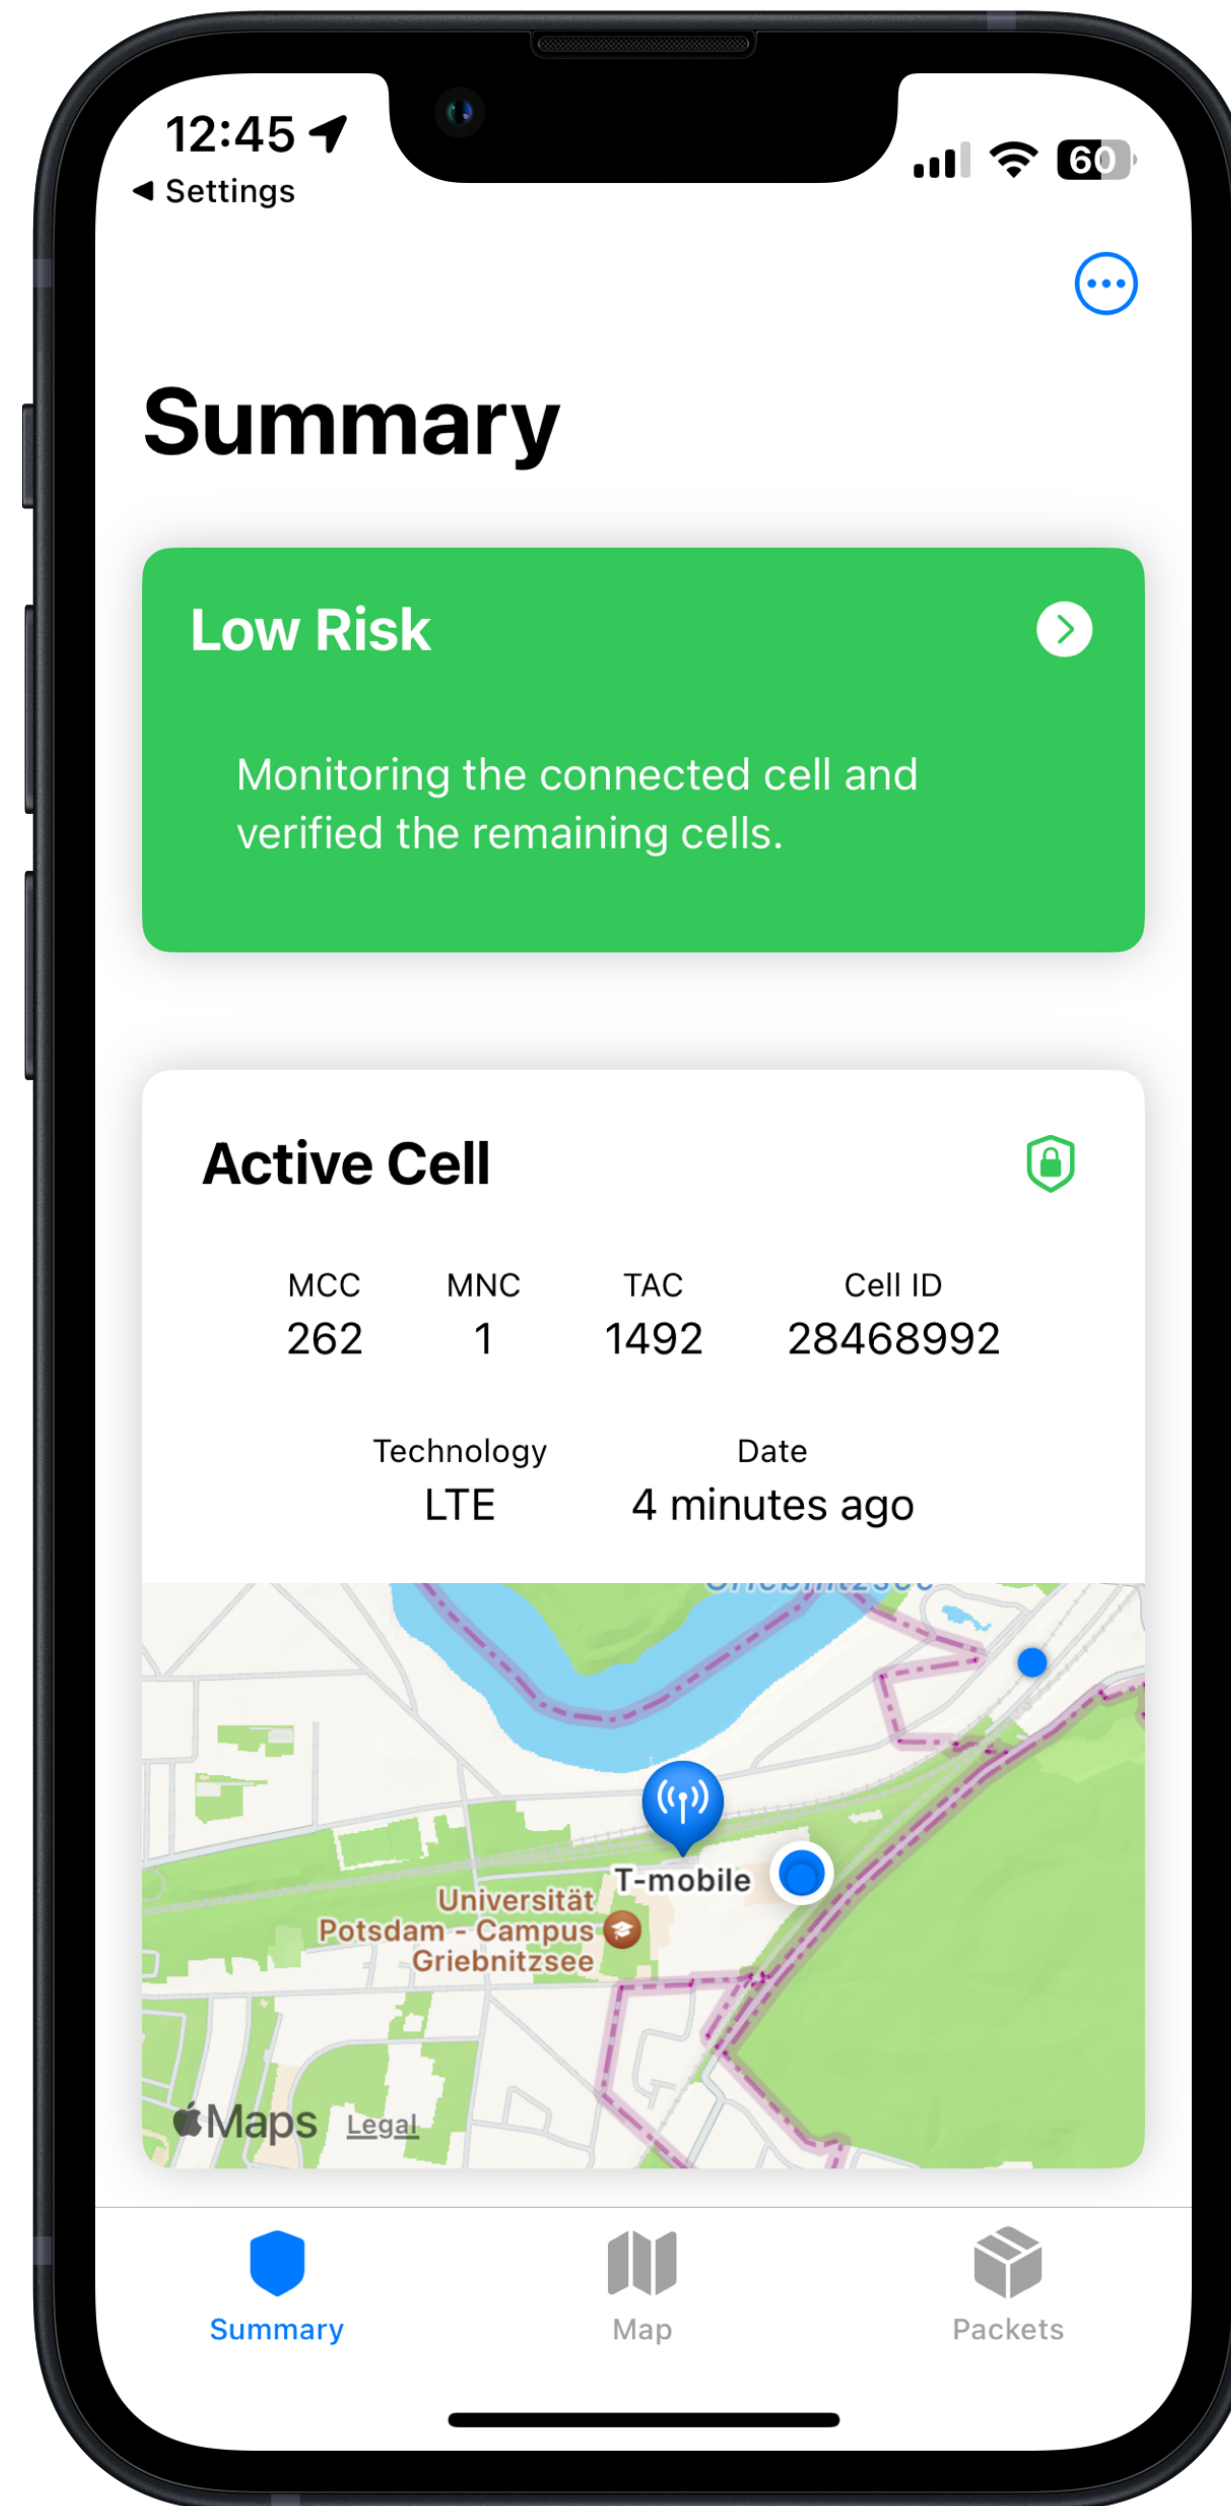 12:45
60
◀ Settings
Summary
Low Risk
Monitoring the connected cell and
verified the remaining cells.
Active Cell
MCC MNC TAC Cell ID
262 1 1492 28468992
Technology Date
LTE 4 minutes ago
Griebnitzsee
T-mobile
Universität
Potsdam - Campus
Griebnitzsee
Maps Legal
Summary Map Packets